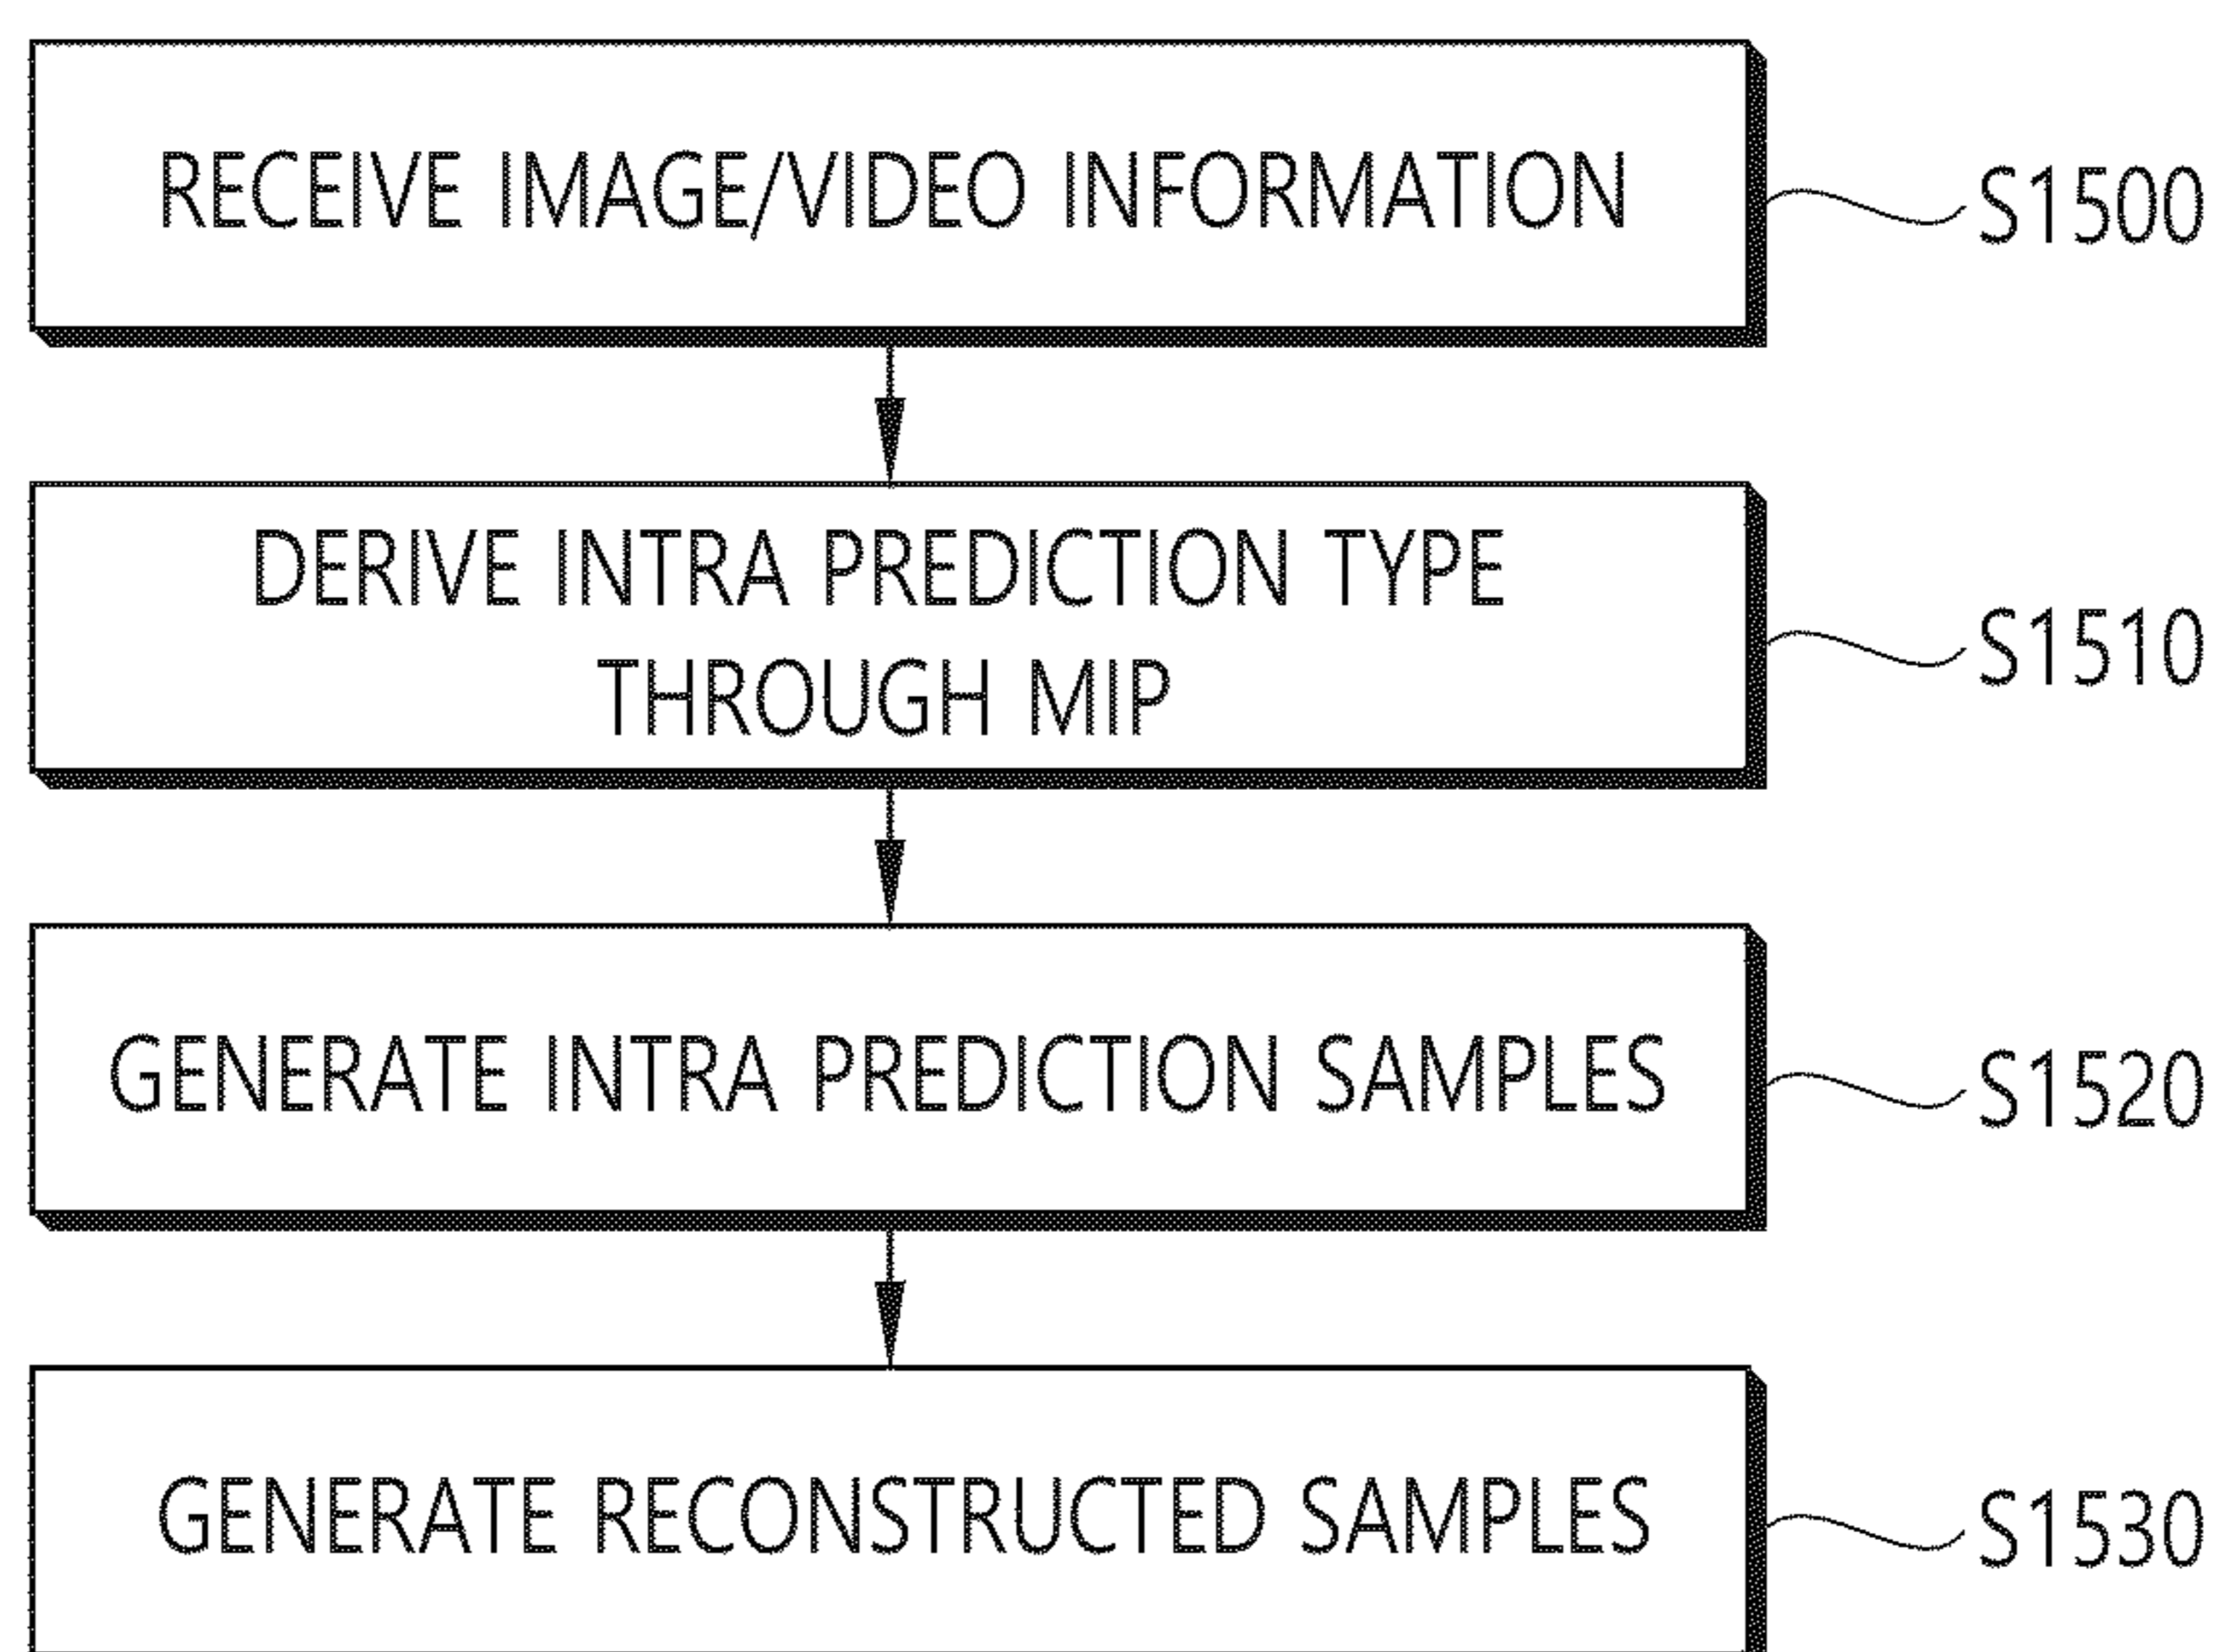 RECEIVE IMAGE/VIDEO INFORMATION
S1500
DERIVE INTRA PREDICTION TYPE
THROUGH MIP
S1510
GENERATE INTRA PREDICTION SAMPLES
S1520
GENERATE RECONSTRUCTED SAMPLES
S1530